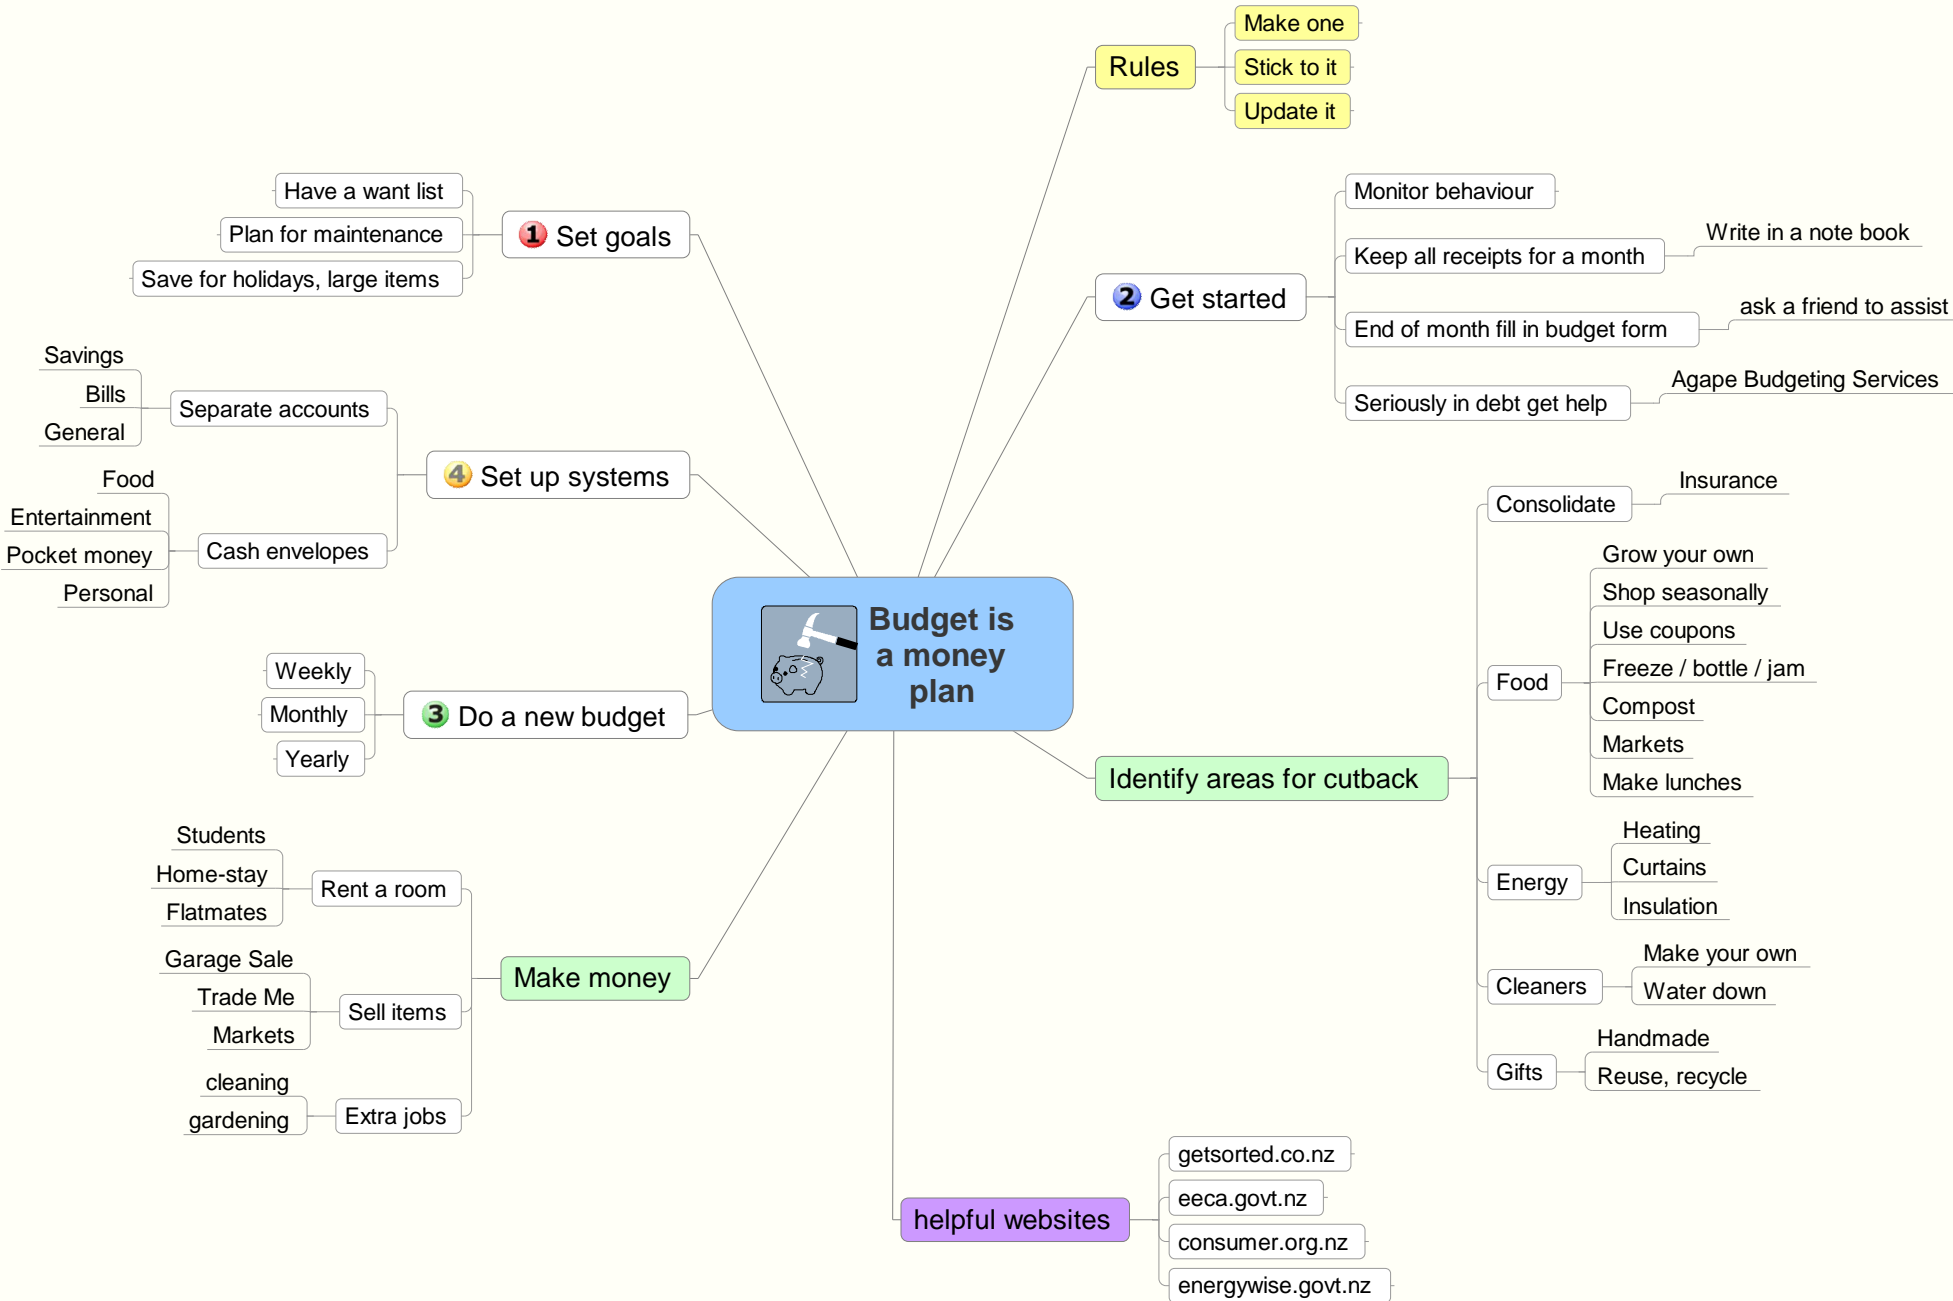 Budget is
a money
plan
Rules
Make one
Stick to it
Update it
1 Set goals
Have a want list
Plan for maintenance
Save for holidays, large items
2 Get started
Monitor behaviour
Keep all receipts for a month
Write in a note book
End of month fill in budget form
ask a friend to assist
Seriously in debt get help
Agape Budgeting Services
4 Set up systems
Separate accounts
Savings
Bills
General
Cash envelopes
Food
Entertainment
Pocket money
Personal
3 Do a new budget
Weekly
Monthly
Yearly
Identify areas for cutback
Consolidate
Insurance
Food
Grow your own
Shop seasonally
Use coupons
Freeze / bottle / jam
Compost
Markets
Make lunches
Energy
Heating
Curtains
Insulation
Cleaners
Make your own
Water down
Gifts
Handmade
Reuse, recycle
Make money
Rent a room
Students
Home-stay
Flatmates
Sell items
Garage Sale
Trade Me
Markets
Extra jobs
cleaning
gardening
helpful websites
getsorted.co.nz
eeca.govt.nz
consumer.org.nz
energywise.govt.nz